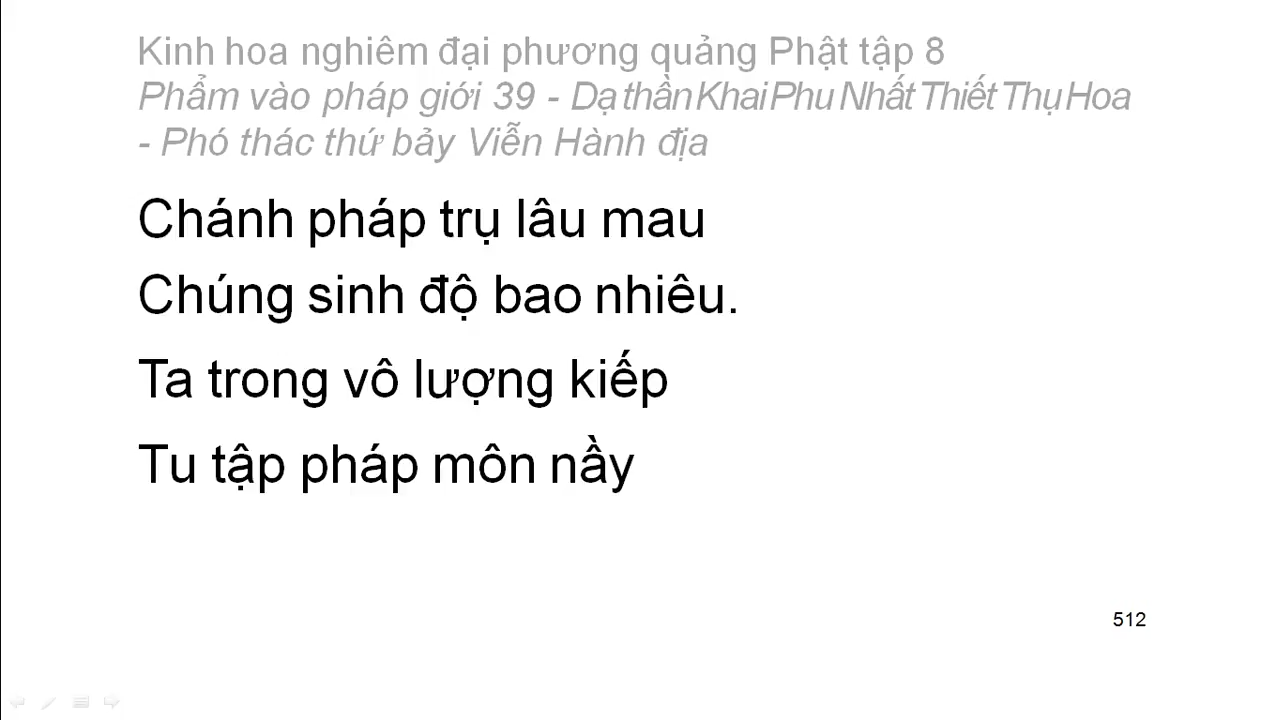 Kinh hoa nghiêm đại phương quảng Phật tập 8
Phẩm vào pháp giới 39 - Dạ thần Khai Phu Nhất Thiết Thụ Hoa
- Phó thác thứ bảy Viễn Hành địa
Chánh pháp trụ lâu mau
Chúng sinh độ bao nhiêu.
Ta trong vô lượng kiếp
Tu tập pháp môn nầy
512